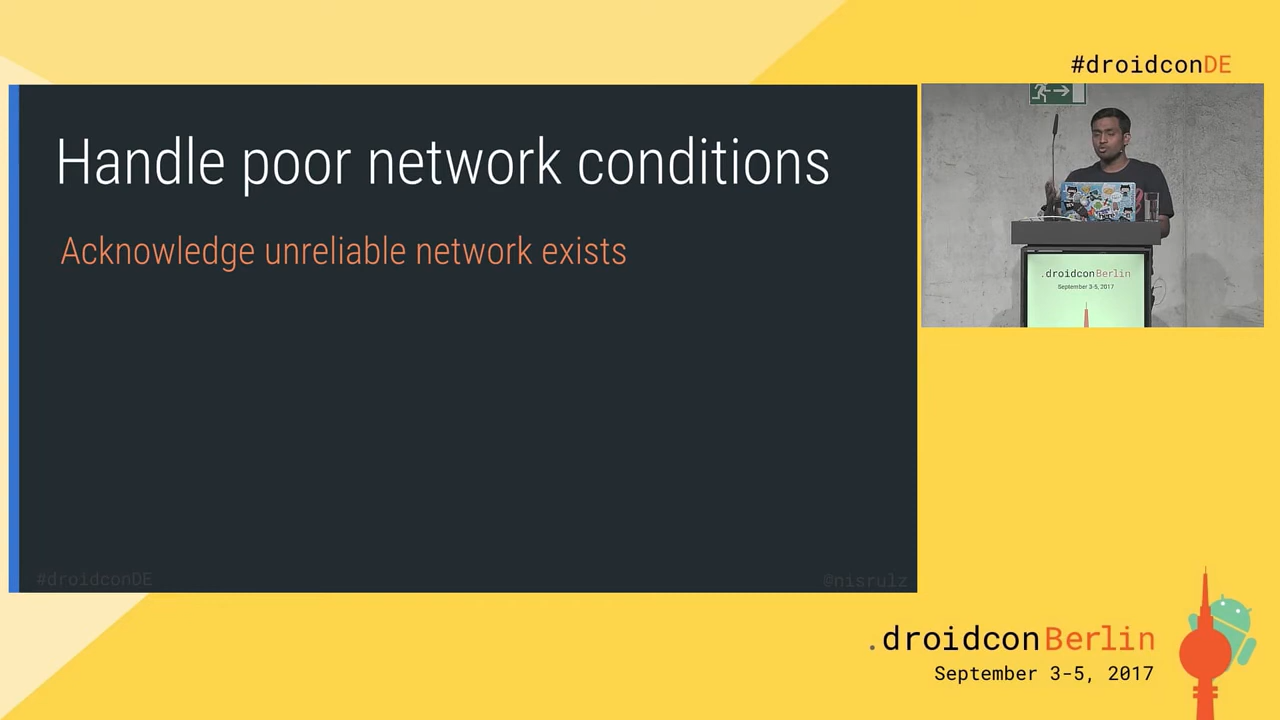 #droidconDE
Handle poor network conditions
Acknowledge unreliable network exists
.droidconBerlin
September 3-5, 2017
#droidconDE
@nisrulz
.droidconBerlin
September 3-5, 2017